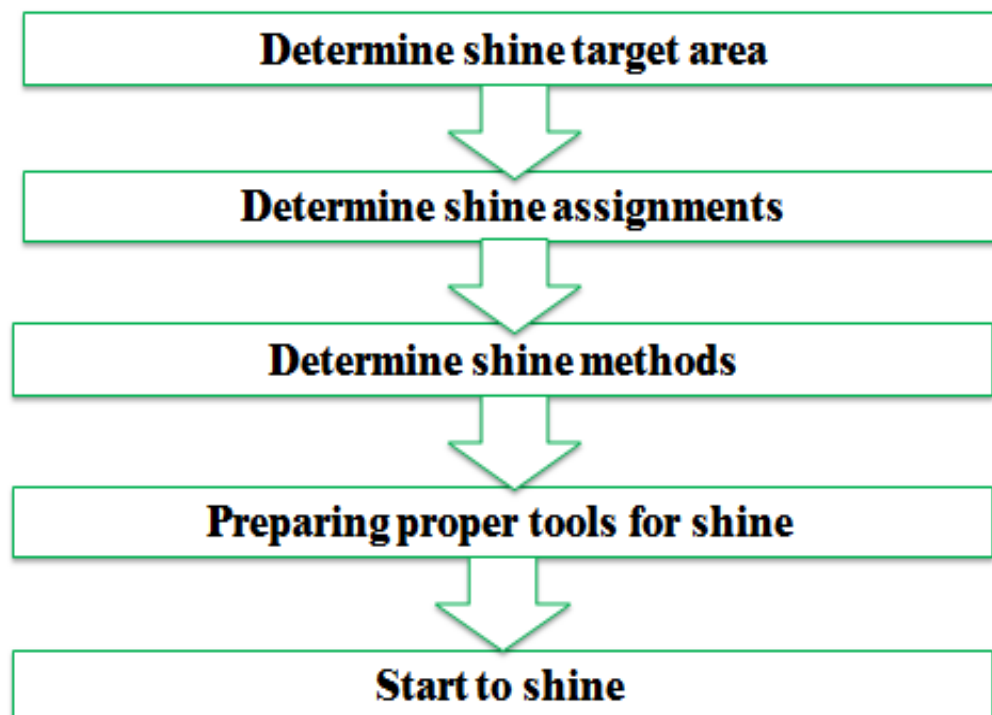 Determine shine target area
Determine shine assignments
Determine shine methods
Preparing proper tools for shine
Start to shine